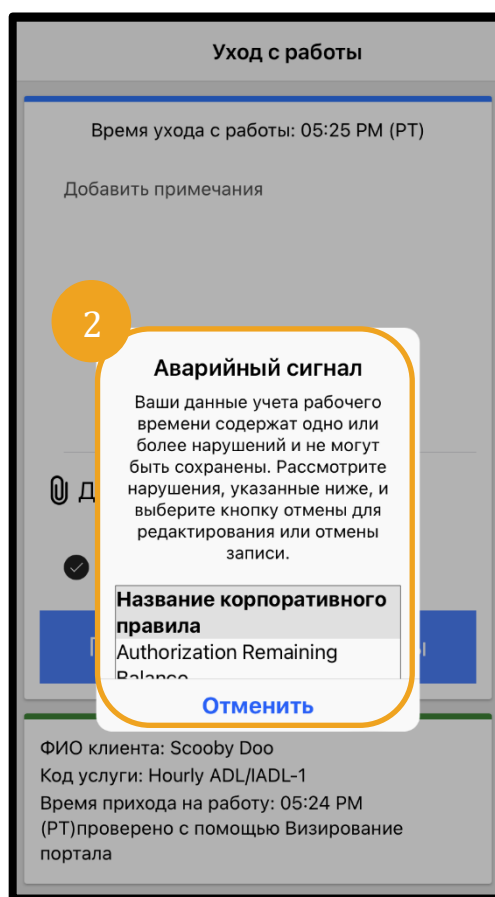 Уход с работы
Время ухода с работы: 05:25 PM (PT)
Добавить примечания
2
Аварийный сигнал
Ваши данные учета рабочего
времени содержат одно или
более нарушений и не могут
быть сохранены. Рассмотрите
нарушения, указанные ниже, и
выберите кнопку отмены для
редактирования или отмены
записи.
Название корпоративного
правила
Authorization Remaining
Balance
Отменить
ФИО клиента: Scooby Doo
Код услуги: Hourly ADL/IADL-1
Время прихода на работу: 05:24 PM
(PT)проверено с помощью Визирование
портала